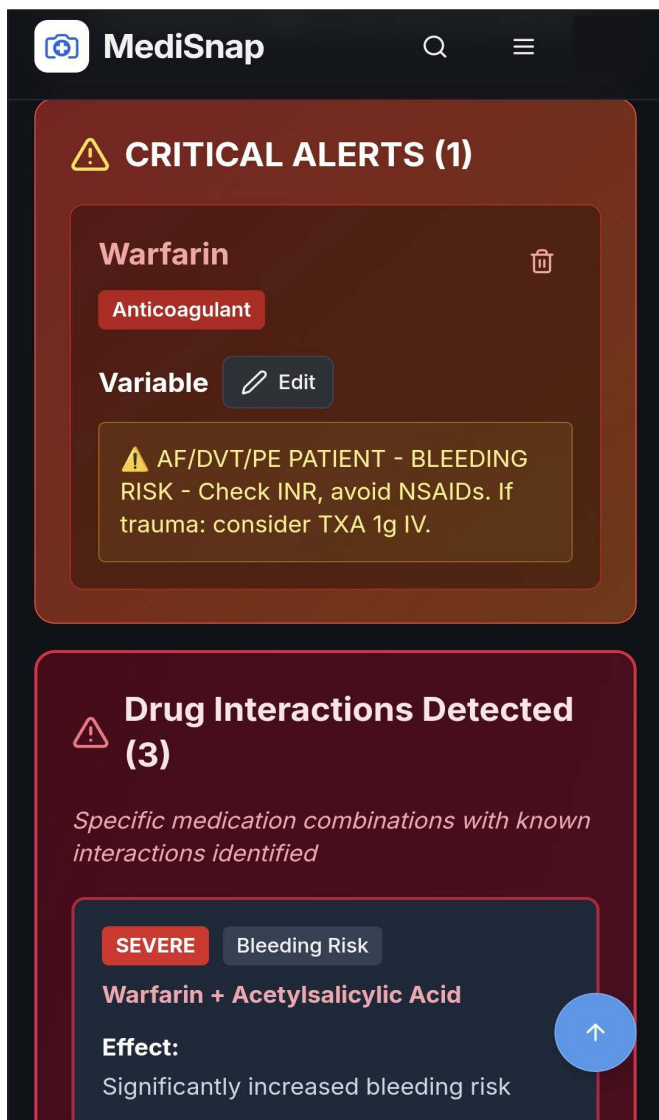 MediSnap
CRITICAL ALERTS (1)
Warfarin
Anticoagulant
Variable
Edit
⚠️ AF/DVT/PE PATIENT - BLEEDING
RISK - Check INR, avoid NSAIDs. If
trauma: consider TXA 1g IV.
Drug Interactions Detected
(3)
Specific medication combinations with known
interactions identified
SEVERE
Bleeding Risk
Warfarin + Acetylsalicylic Acid
Effect:
Significantly increased bleeding risk